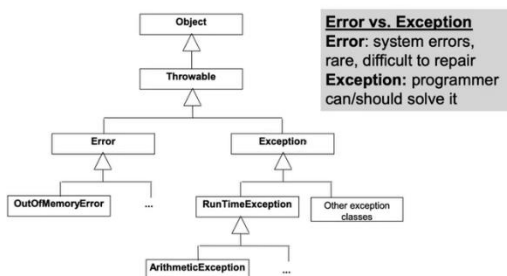 Object
Error vs. Exception
Error: system errors,
rare, difficult to repair
Exception: programmer
can/should solve it
Throwable
Error
Exception
OutOfMemoryError
...
RunTimeException
Other exception
classes
ArithmeticException
...